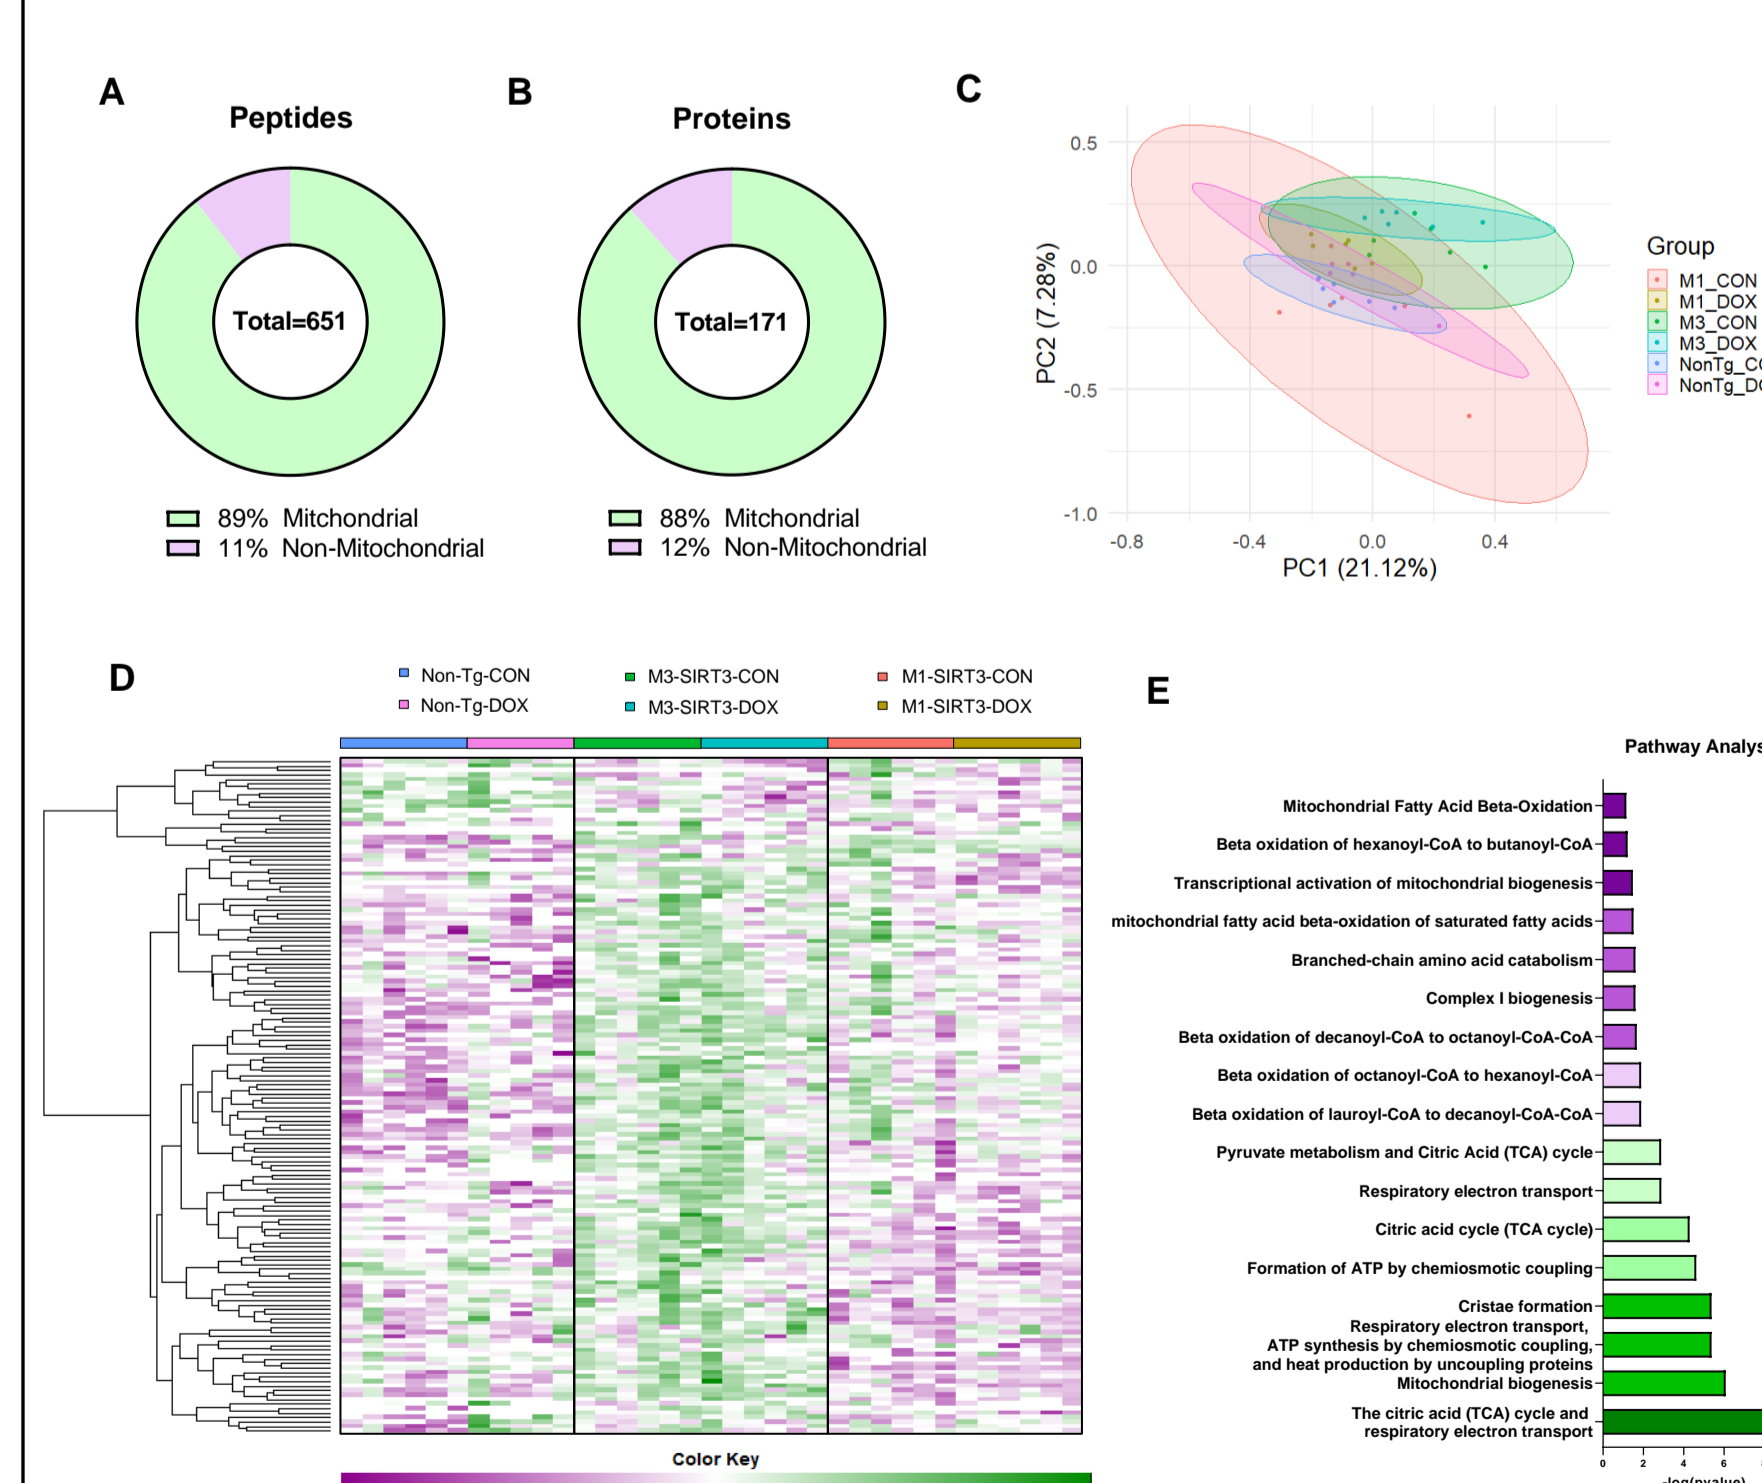 A
Peptides
Total=651
89% Mitchondrial
11% Non-Mitochondrial
B
Proteins
Total=171
88% Mitchondrial
12% Non-Mitochondrial
C
PC2 (7.28%)
0.5
0.0
-0.5
-1.0
-0.8 -0.4 0.0 0.4
PC1 (21.12%)
Group
M1_CON
M1_DOX
M3_CON
M3_DOX
NonTg_CO
NonTg_DO
D
Non-Tg-CON M3-SIRT3-CON M1-SIRT3-CON
Non-Tg-DOX M3-SIRT3-DOX M1-SIRT3-DOX
Color Key
E
Pathway Analys
Mitochondrial Fatty Acid Beta-Oxidation
Beta oxidation of hexanoyl-CoA to butanoyl-CoA
Transcriptional activation of mitochondrial biogenesis
mitochondrial fatty acid beta-oxidation of saturated fatty acids
Branched-chain amino acid catabolism
Complex I biogenesis
Beta oxidation of decanoyl-CoA to octanoyl-CoA-CoA
Beta oxidation of octanoyl-CoA to hexanoyl-CoA
Beta oxidation of lauroyl-CoA to decanoyl-CoA-CoA
Pyruvate metabolism and Citric Acid (TCA) cycle
Respiratory electron transport
Citric acid cycle (TCA cycle)
Formation of ATP by chemiosmotic coupling
Cristae formation
Respiratory electron transport,
ATP synthesis by chemiosmotic coupling,
and heat production by uncoupling proteins
Mitochondrial biogenesis
The citric acid (TCA) cycle and
respiratory electron transport
0 2 4 6
-log(pvalue)